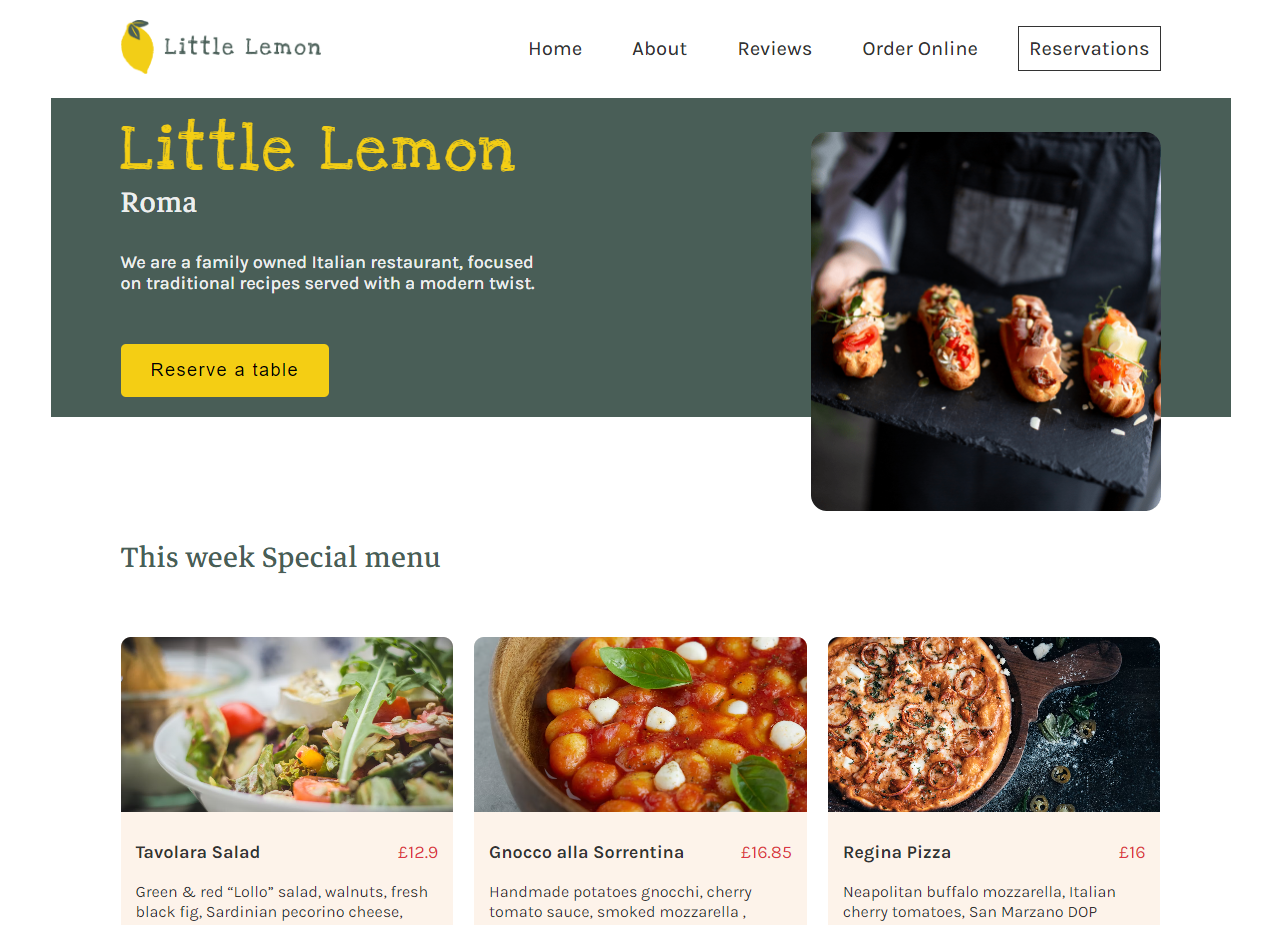 Little Lemon
Home
About
Reviews
Order Online
Reservations
Little Lemon
Roma
We are a family owned Italian restaurant, focused
on traditional recipes served with a modern twist.
Reserve a table
This week Special menu
Tavolara Salad
£12.9
Green & red “Lollo” salad, walnuts, fresh
black fig, Sardinian pecorino cheese,
Gnocco alla Sorrentina
£16.85
Handmade potatoes gnocchi, cherry
tomato sauce, smoked mozzarella ,
Regina Pizza
£16
Neapolitan buffalo mozzarella, Italian
cherry tomatoes, San Marzano DOP